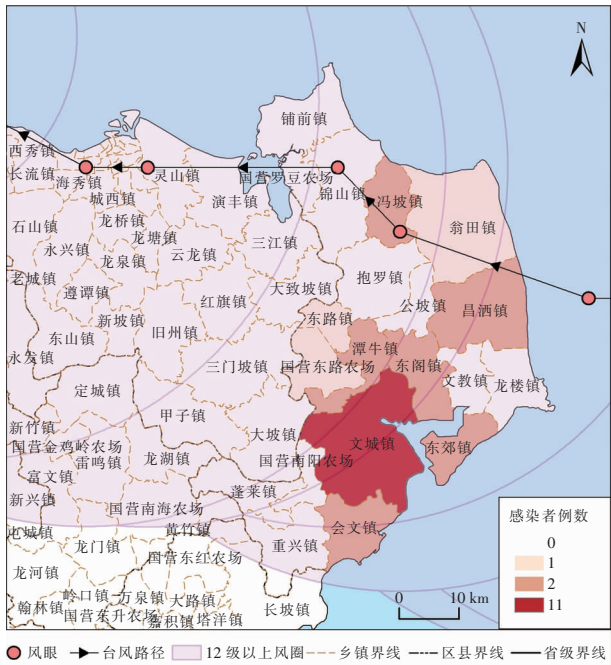 N
铺前镇
西秀镇
长流镇
海秀镇
灵山镇
国营罗豆农场
锦山镇
冯坡镇
城西镇
演丰镇
石山镇
龙桥镇
翁田镇
龙塘镇
永兴镇
三江镇
龙泉镇
云龙镇
老城镇
抱罗镇
遵谭镇
大致坡镇
红旗镇
公坡镇
昌洒镇
新坡镇
东路镇
东山镇
旧州镇
潭牛镇
永发镇
三门坡镇
国营东路农场
东阁镇
定城镇
文教镇
龙楼镇
甲子镇
新竹镇
大坡镇
文城镇
国营金鸡岭农场
东郊镇
雷鸣镇
龙湖镇
国营南阳农场
富文镇
蓬莱镇
新兴镇
国营南海农场
感染者例数
屯城镇
黄竹镇
会文镇
0
龙门镇
重兴镇
1
国营东红农场
2
龙河镇
11
岭口镇
万泉镇
大路镇
长坡镇
0 10 km
翰林镇
国营东升农场
嘉积镇
塔洋镇
风眼 台风路径 12 级以上风圈 乡镇界线 区县界线 省级界线